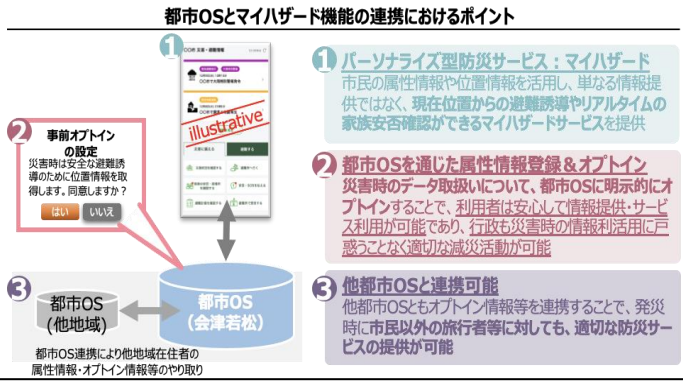 都市OSとマイハザード機能の連携におけるポイント
1
illustrative
避難する
2
事前オプトイン
の設定
災害時は安全な避難誘
導のために位置情報を取
得します。同意しますか？
はい いいえ
3
都市OS
(他地域)
都市OS
(会津若松)
都市OS連携により他地域在住者の
属性情報・オプトイン情報等のやり取り
1 パーソナライズ型防災サービス：マイハザード
市民の属性情報や位置情報を活用し、単なる情報提
供ではなく、現在位置からの避難誘導やリアルタイムの
家族安否確認ができるマイハザードサービスを提供
2 都市OSを通じた属性情報登録＆オプトイン
災害時のデータ取扱いについて、都市OSに明示的にオ
プトインすることで、利用者は安心して情報提供・サービ
ス利用が可能であり、行政も災害時の情報利活用に戸
惑うことなく適切な減災活動が可能
3 他都市OSと連携可能
他都市OSともオプトイン情報等を連携することで、発災
時に市民以外の旅行者等に対しても、適切な防災サー
ビスの提供が可能